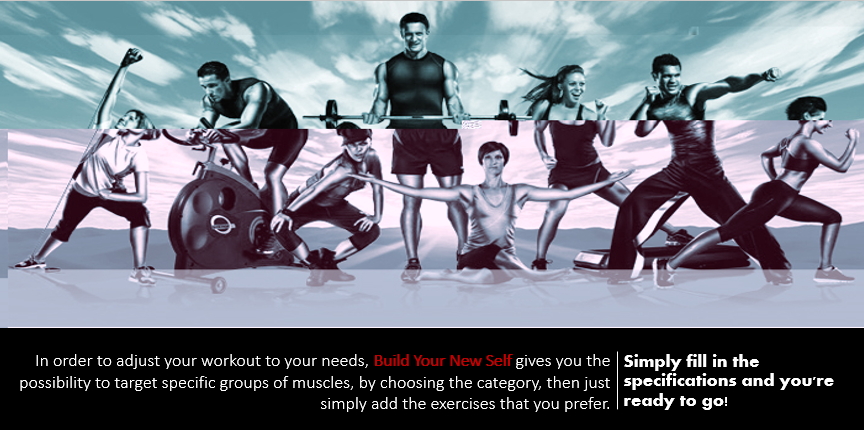 In order to adjust your workout to your needs, Build Your New Self gives you the
possibility to target specific groups of muscles, by choosing the category, then just
simply add the exercises that you prefer.
Simply fill in the
specifications and you're
ready to go!